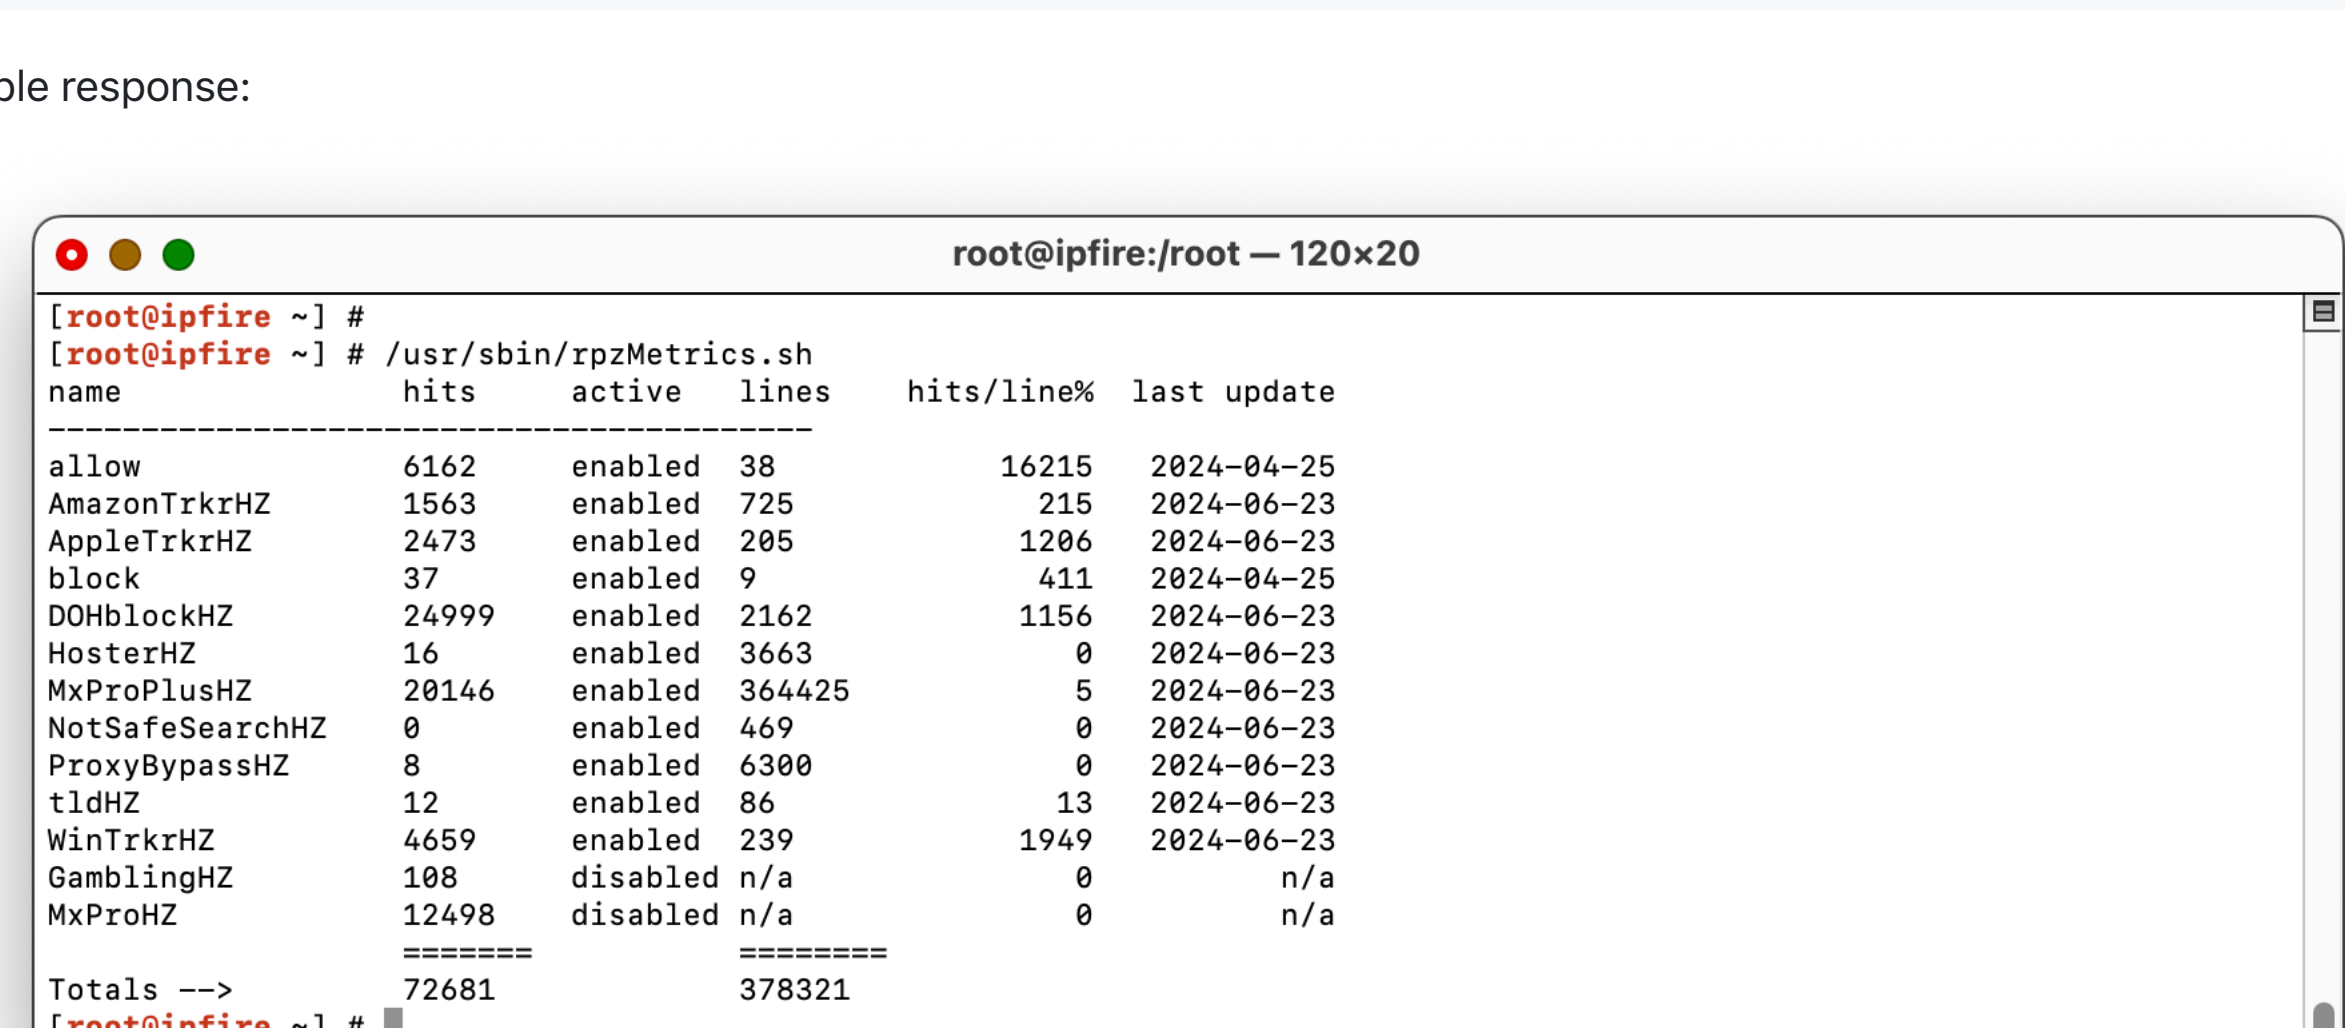 ble response:
root@ipfire:/root — 120×20
[root@ipfire ~] #
[root@ipfire ~] # /usr/sbin/rpzMetrics.sh
name hits active lines hits/line% last update
-----------------------------------------
allow 6162 enabled 38 16215 2024-04-25
AmazonTrkrHZ 1563 enabled 725 215 2024-06-23
AppleTrkrHZ 2473 enabled 205 1206 2024-06-23
block 37 enabled 9 411 2024-04-25
DOHblockHZ 24999 enabled 2162 1156 2024-06-23
HosterHZ 16 enabled 3663 0 2024-06-23
MxProPlusHZ 20146 enabled 364425 5 2024-06-23
NotSafeSearchHZ 0 enabled 469 0 2024-06-23
ProxyBypassHZ 8 enabled 6300 0 2024-06-23
tldHZ 12 enabled 86 13 2024-06-23
WinTrkrHZ 4659 enabled 239 1949 2024-06-23
GamblingHZ 108 disabled n/a 0 n/a
MxProHZ 12498 disabled n/a 0 n/a
======= ========
Totals --> 72681 378321
[root@ipfire ~] #